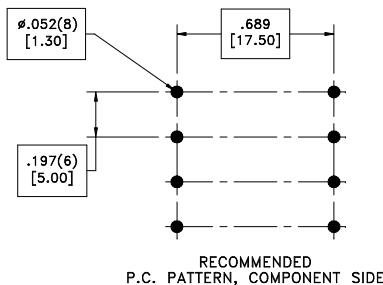 ø.052(8)
[1.30]
.689
[17.50]
.197(6)
[5.00]
RECOMMENDED
P.C. PATTERN, COMPONENT SIDE